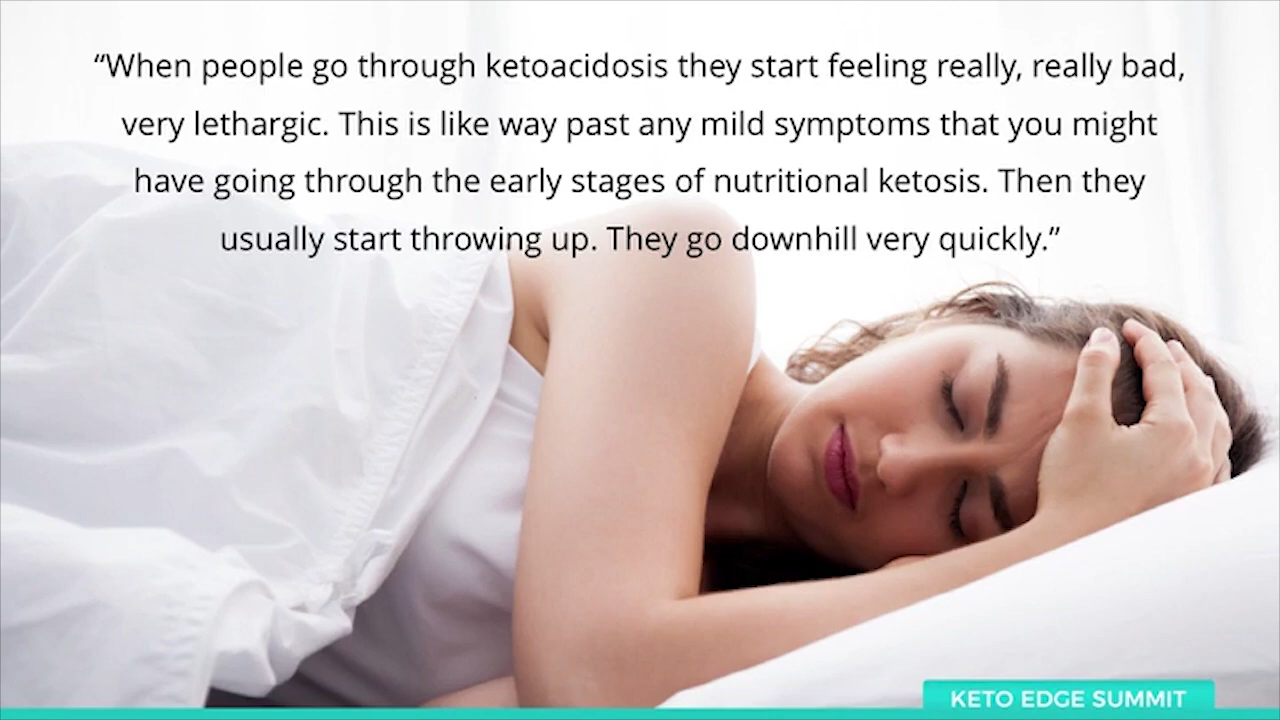 “When people go through ketoacidosis they start feeling really, really bad,
very lethargic. This is like way past any mild symptoms that you might
have going through the early stages of nutritional ketosis. Then they
usually start throwing up. They go downhill very quickly.”
KETO EDGE SUMMIT